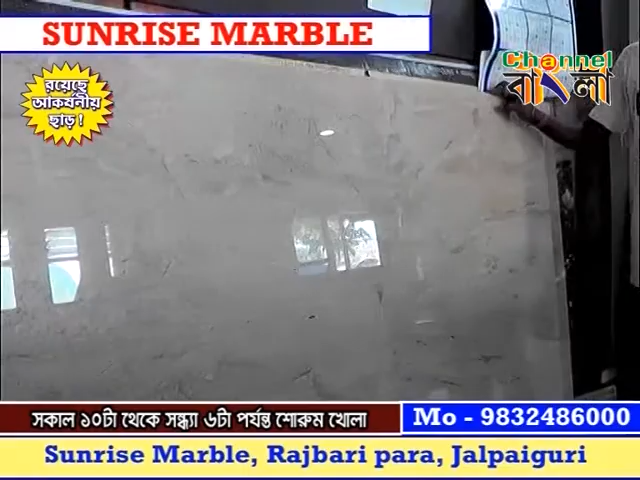 SUNRISE MARBLE
Channel
বাংলা
রয়েছে
আকর্ষনীয়
ছাড় !
সকাল ১০টা থেকে সন্ধ্যা ৬টা পর্যন্ত শোরুম খোলা
Mo - 9832486000
Sunrise Marble, Rajbari para, Jalpaiguri